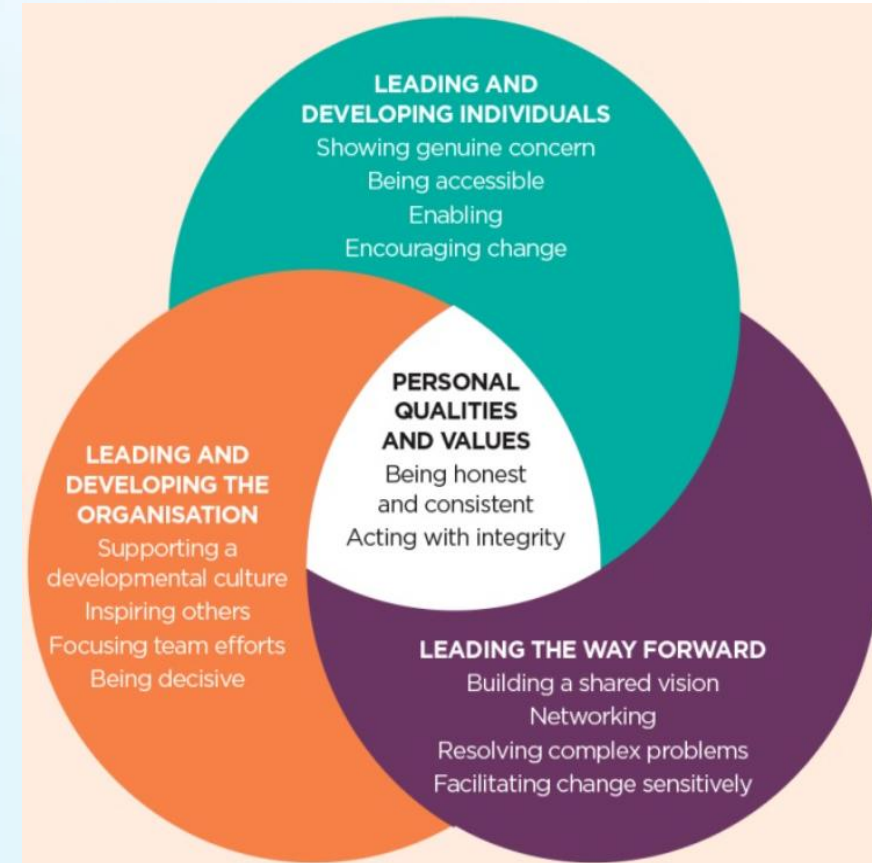 LEADING AND
DEVELOPING INDIVIDUALS
Showing genuine concern
Being accessible
Enabling
Encouraging change
PERSONAL
QUALITIES
AND VALUES
Being honest
and consistent
Acting with integrity
LEADING AND
DEVELOPING THE
ORGANISATION
Supporting a
developmental culture
Inspiring others
Focusing team efforts
Being decisive
LEADING THE WAY FORWARD
Building a shared vision
Networking
Resolving complex problems
Facilitating change sensitively